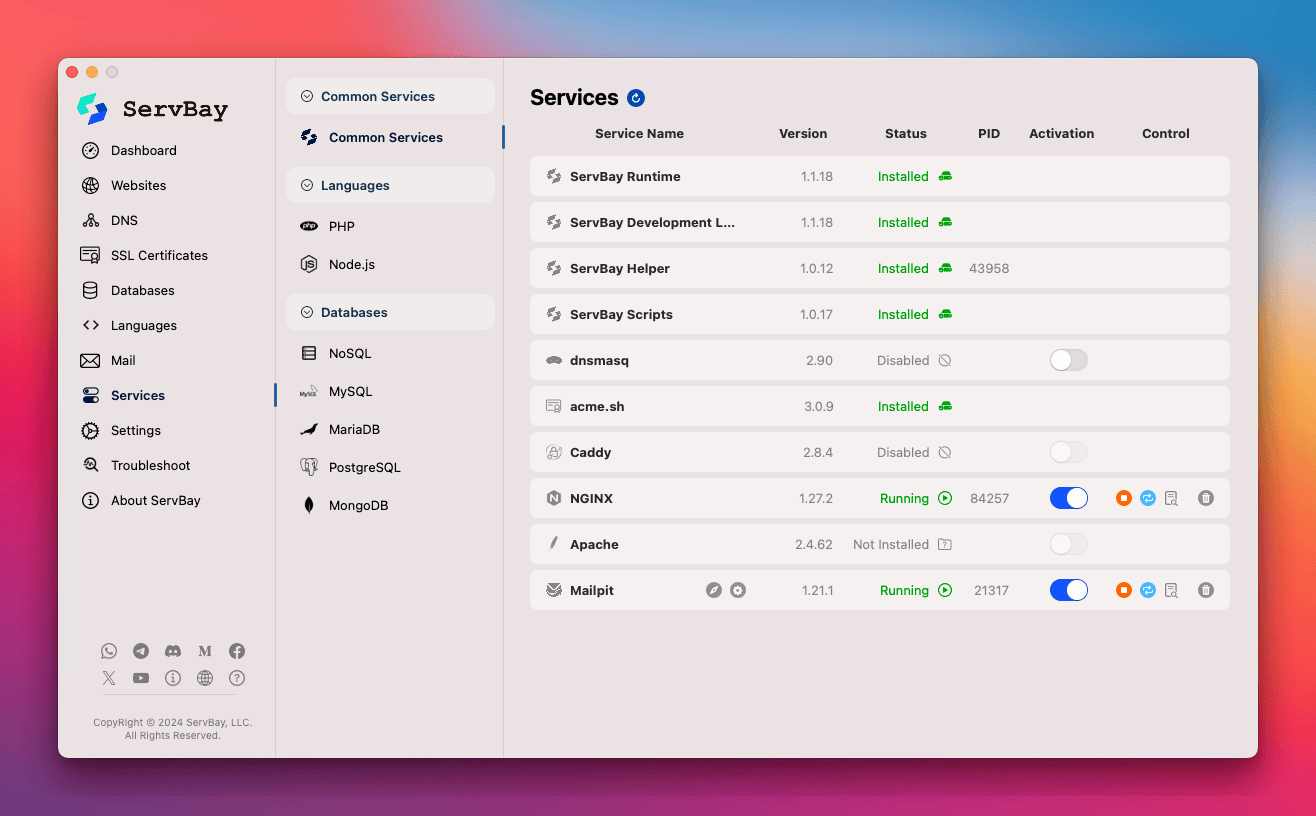 ServBay
Dashboard
Websites
DNS
SSL Certificates
Databases
Languages
Mail
Services
Settings
Troubleshoot
About ServBay
CopyRight © 2024 ServBay, LLC.
All Rights Reserved.
Common Services
Common Services
Languages
PHP
Node.js
Databases
NoSQL
MySQL
MariaDB
PostgreSQL
MongoDB
Services
Service Name Version Status PID Activation Control
ServBay Runtime 1.1.18 Installed
ServBay Development L... 1.1.18 Installed
ServBay Helper 1.0.12 Installed 43958
ServBay Scripts 1.0.17 Installed
dnsmasq 2.90 Disabled
acme.sh 3.0.9 Installed
Caddy 2.8.4 Disabled
NGINX 1.27.2 Running 84257
Apache 2.4.62 Not Installed
Mailpit 1.21.1 Running 21317